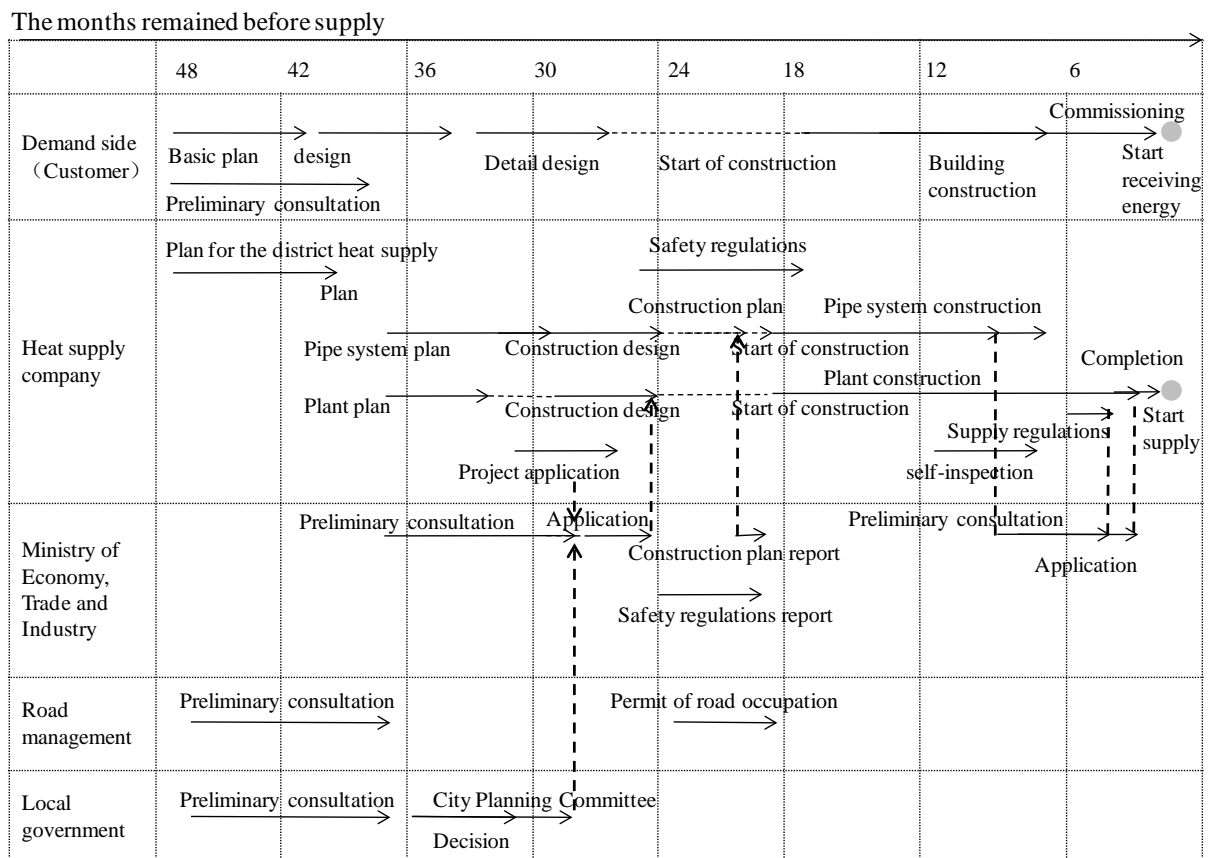 The months remained before supply
48 42 36 30 24 18 12 6
Demand side
（Customer）
Commissioning
Basic plan
design
Detail design
Start of construction
Building
construction
Start
receiving
energy
Preliminary consultation
Heat supply
company
Plan for the district heat supply
Plan
Safety regulations
Construction plan
Pipe system construction
Pipe system plan
Construction design
Start of construction
Completion
Plant construction
Plant plan
Construction design
Start of construction
Start
supply
Supply regulations
Project application
self-inspection
Ministry of
Economy,
Trade and
Industry
Preliminary consultation
Application
Preliminary consultation
Construction plan report
Application
Safety regulations report
Road
management
Preliminary consultation
Permit of road occupation
Local
government
Preliminary consultation
City Planning Committee
Decision